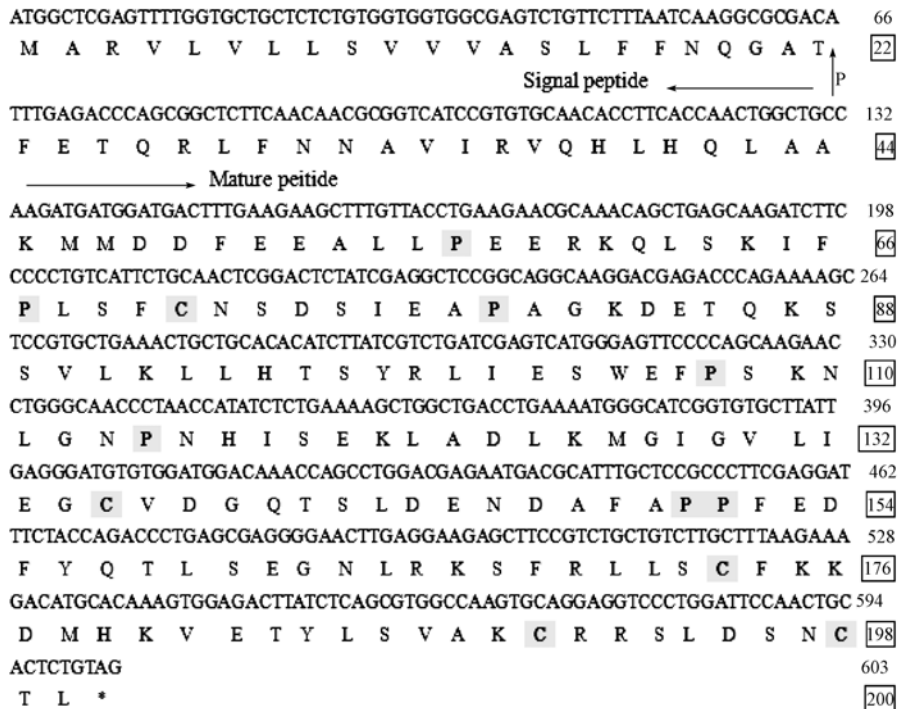 ATGGCTCGAGTTTTGGTGCTGCTCTCTGTGGTGGTGGCGAGTCTGTTCTTTAATCAAGGCGCGACA 66
M A R V L V L L S V V V A S L F F N Q G A T 22
Signal peptide P
TTTGAGACCCAGCGGCTCTTCAACAACGCGGTCATCCGTGTGCAACACCTTCACCAACTGGCTGCC 132
F E T Q R L F N N A V I R V Q H L H Q L A A 44
Mature peitide
AAGATGATGGATGACTTTGAAGAAGCTTTGTTACCTGAAGAACGCAAACAGCTGAGCAAGATCTTC 198
K M M D D F E E A L L P E E R K Q L S K I F 66
CCCCTGTCATTCTGCAACTCGGACTCTATCGAGGCTCCGGCAGGCAAGGACGAGACCCAGAAAAGC 264
P L S F C N S D S I E A P A G K D E T Q K S 88
TCCGTGCTGAAACTGCTGCACACATCTTATCGTCTGATCGAGTCATGGGAGTTCCCCAGCAAGAAC 330
S V L K L L H T S Y R L I E S W E F P S K N 110
CTGGGCAACCCTAACCATATCTCTGAAAAGCTGGCTGACCTGAAAATGGGCATCGGTGTGCTTATT 396
L G N P N H I S E K L A D L K M G I G V L I 132
GAGGGATGTGTGGATGGACAAACCAGCCTGGACGAGAATGACGCATTTGCTCCGCCCTTCGAGGAT 462
E G C V D G Q T S L D E N D A F A P P F E D 154
TTCTACCAGACCCTGAGCGAGGGGAACTTGAGGAAGAGCTTCCGTCTGCTGTCTTGCTTTAAGAAA 528
F Y Q T L S E G N L R K S F R L L S C F K K 176
GACATGCACAAAGTGGAGACTTATCTCAGCGTGGCCAAGTGCAGGAGGTCCCTGGATTCCAACTGC 594
D M H K V E T Y L S V A K C R R S L D S N C 198
ACTCTGTAG 603
T L * 200